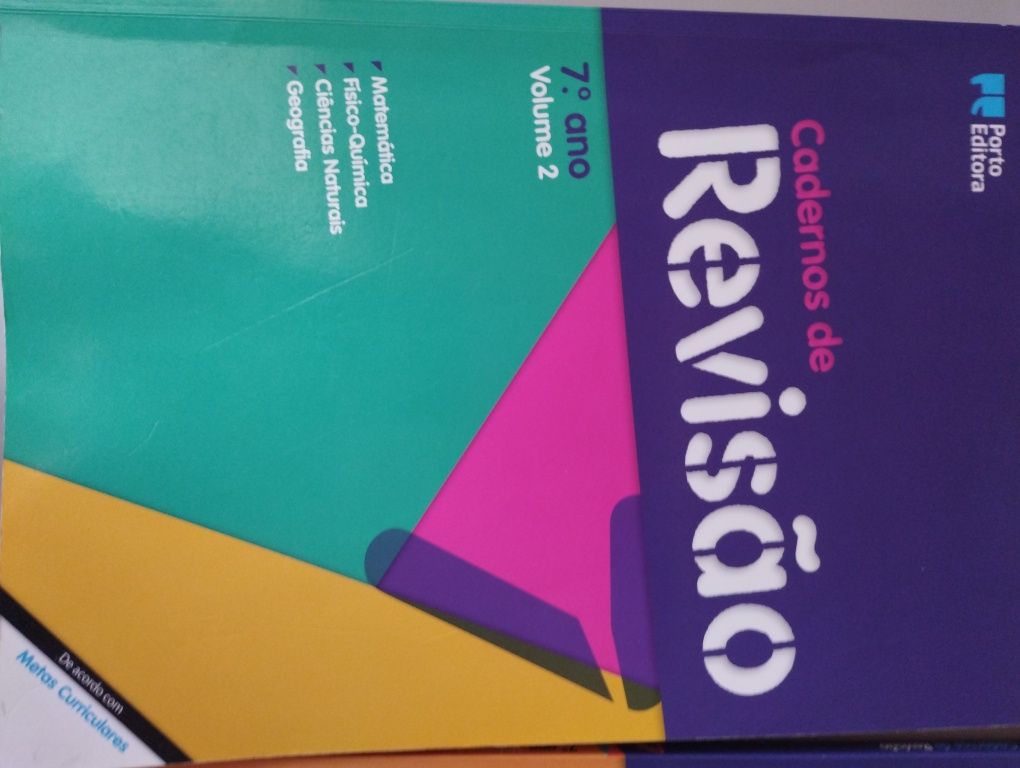 Porto
Editora
Cadernos de
Revisão
7.º ano
Volume 2
Matemática
Físico-Química
Ciências Naturais
Geografia
De acordo com
Metas Curriculares